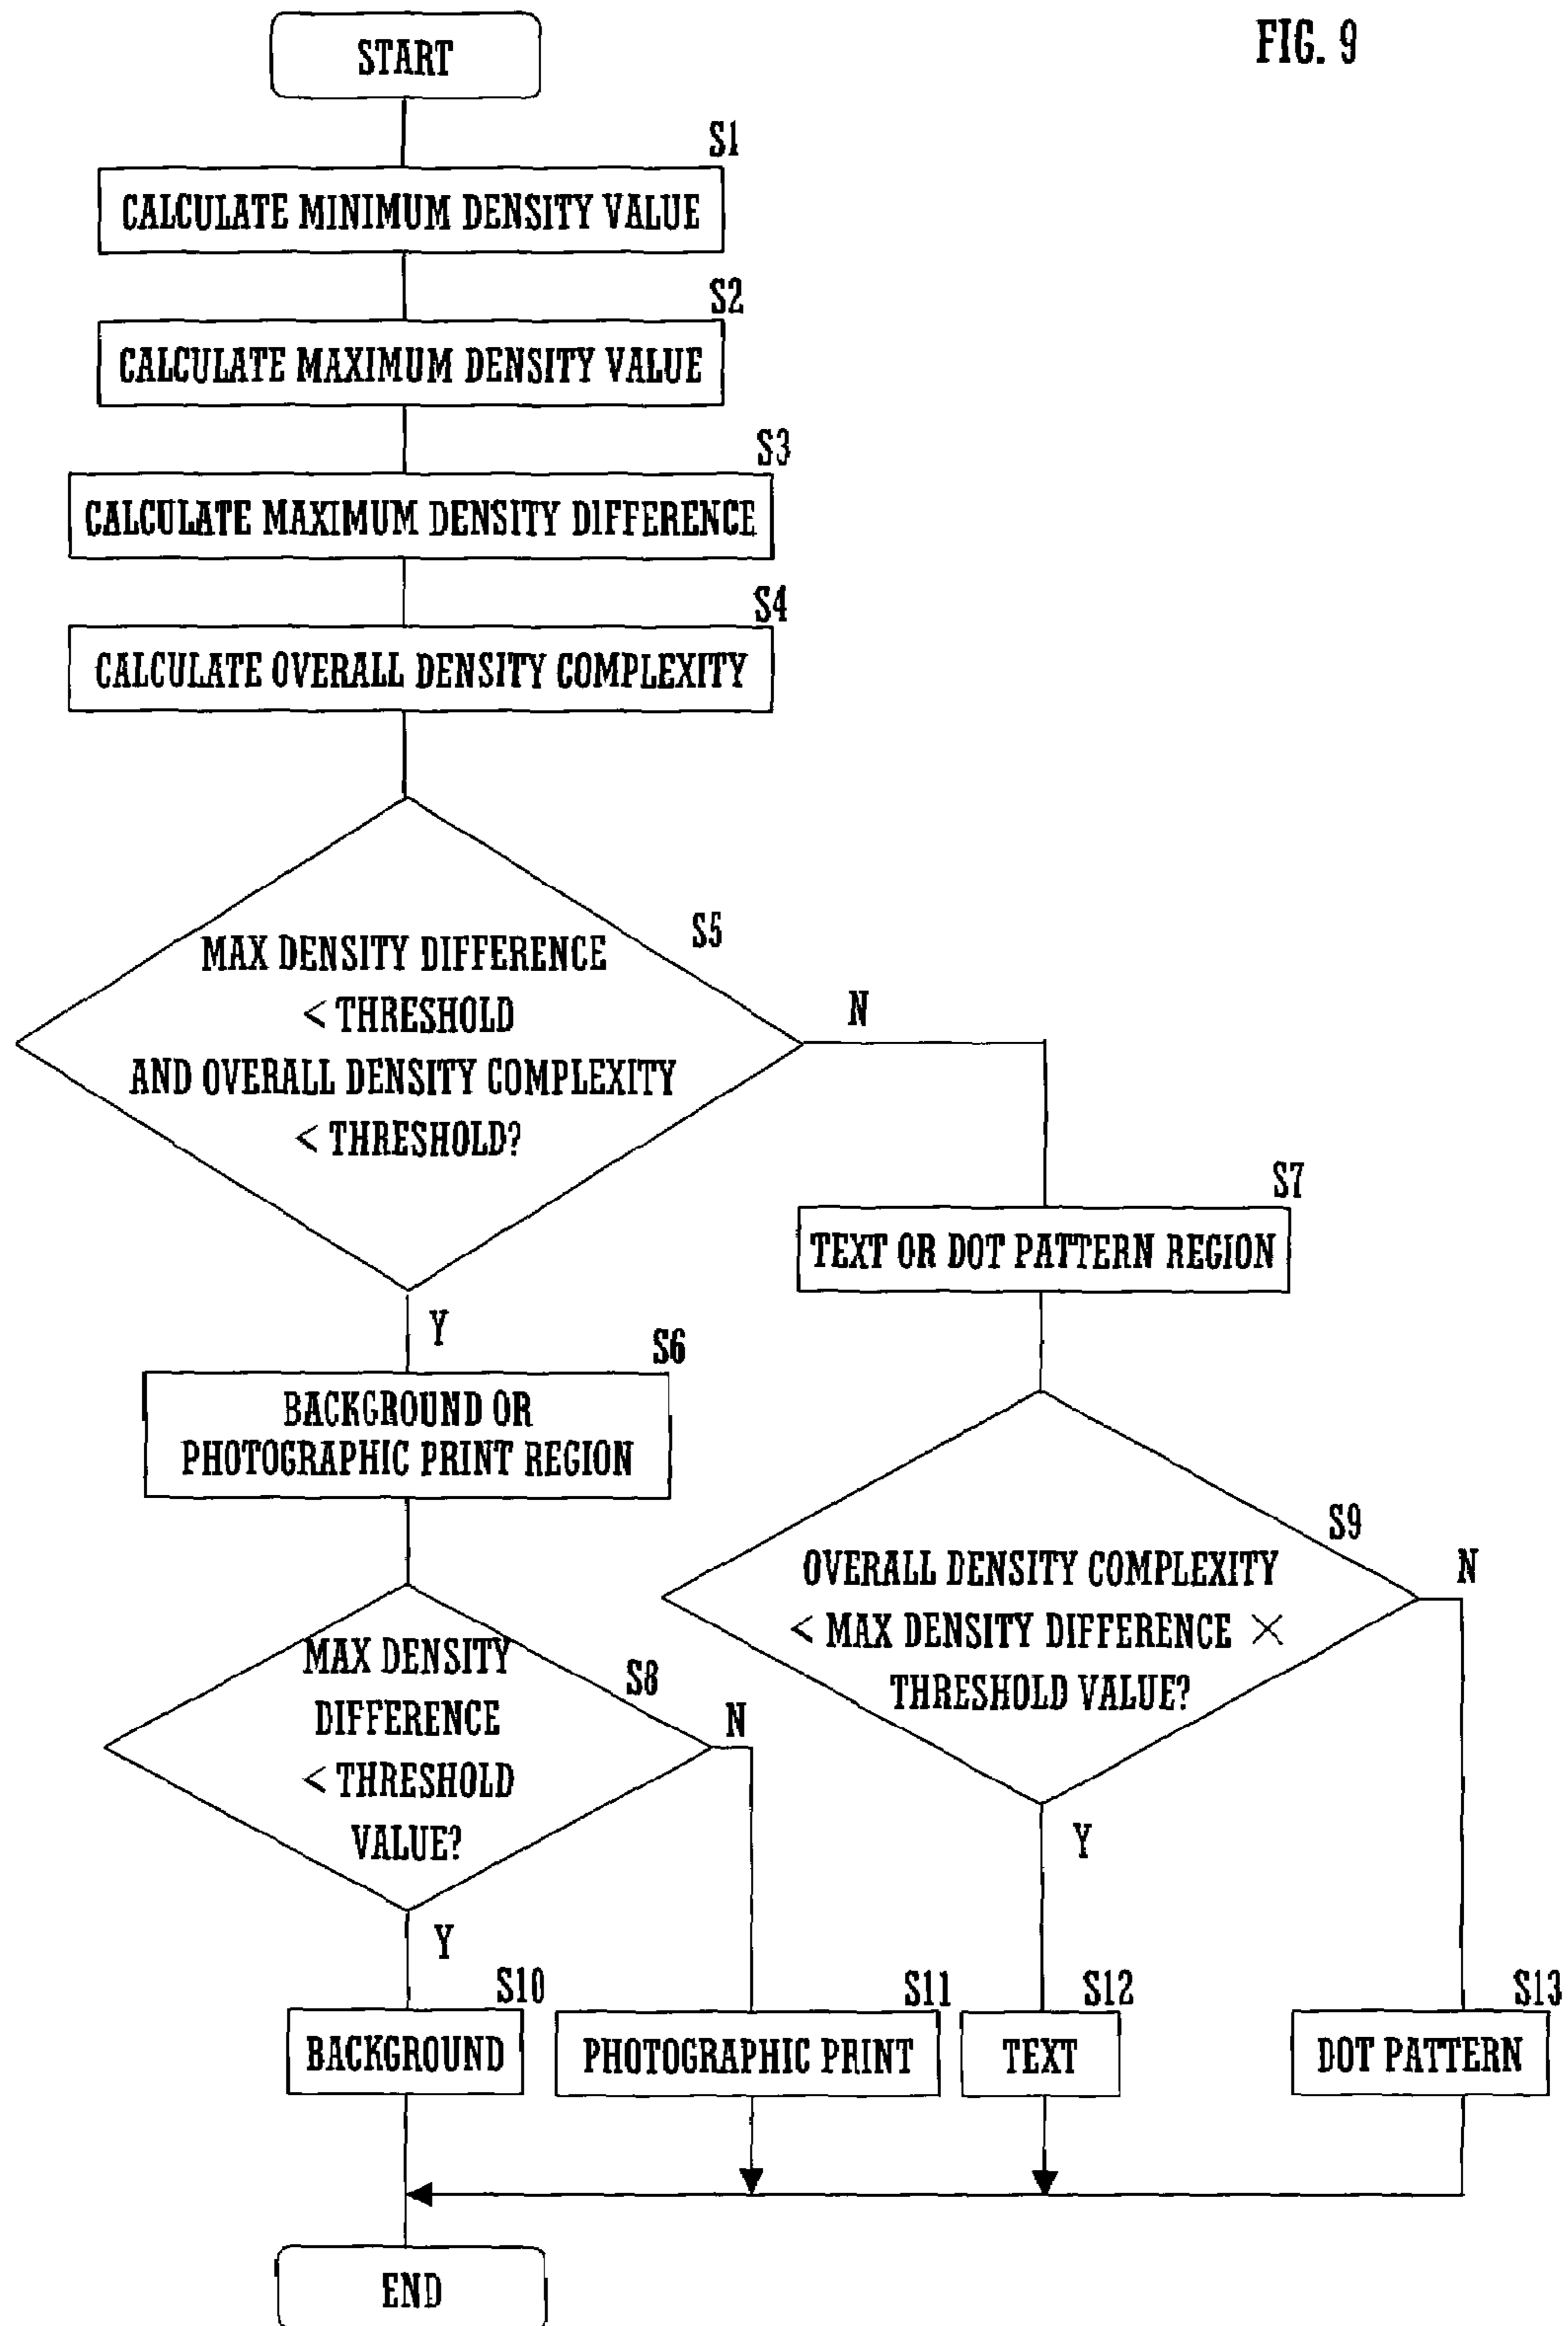 FIG. 9
START
S1
CALCULATE MINIMUM DENSITY VALUE
S2
CALCULATE MAXIMUM DENSITY VALUE
S3
CALCULATE MAXIMUM DENSITY DIFFERENCE
S4
CALCULATE OVERALL DENSITY COMPLEXITY
S5
MAX DENSITY DIFFERENCE
< THRESHOLD
AND OVERALL DENSITY COMPLEXITY
< THRESHOLD?
N
Y
S7
TEXT OR DOT PATTERN REGION
S6
BACKGROUND OR
PHOTOGRAPHIC PRINT REGION
S9
OVERALL DENSITY COMPLEXITY
< MAX DENSITY DIFFERENCE ×
THRESHOLD VALUE?
N
Y
S8
MAX DENSITY
DIFFERENCE
< THRESHOLD
VALUE?
N
Y
S10
BACKGROUND
S11
PHOTOGRAPHIC PRINT
S12
TEXT
S13
DOT PATTERN
END